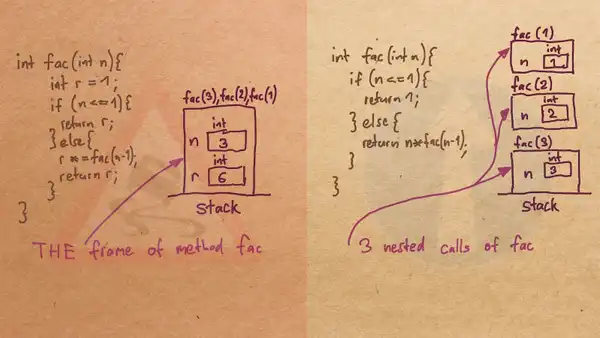 int fac(int n){
int r = 1;
if (n <= 1){
return r;
} else{
r *= fac(n-1);
return r;
}
}
fac(3), fac(2), fac(1)
int
n 3
int
r 6
stack
THE frame of method fac
int fac(int n){
if (n <= 1){
return 1;
} else{
return n*fac(n-1);
}
}
fac(1)
int
n 1
fac(2)
int
n 2
fac(3)
int
n 3
stack
3 nested calls of fac